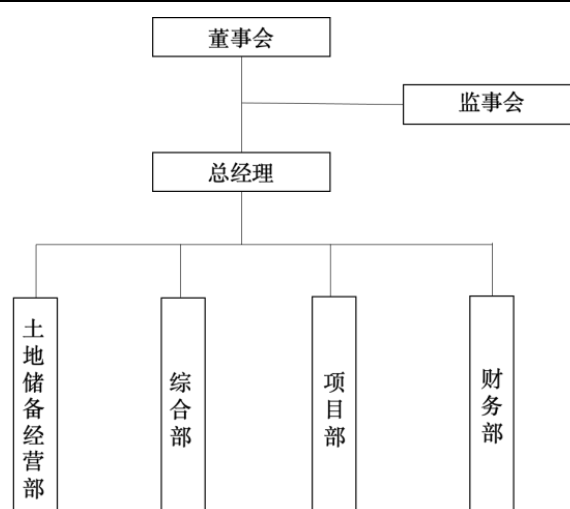 董事会
监事会
总经理
土地储备经营部
综合部
项目部
财务部